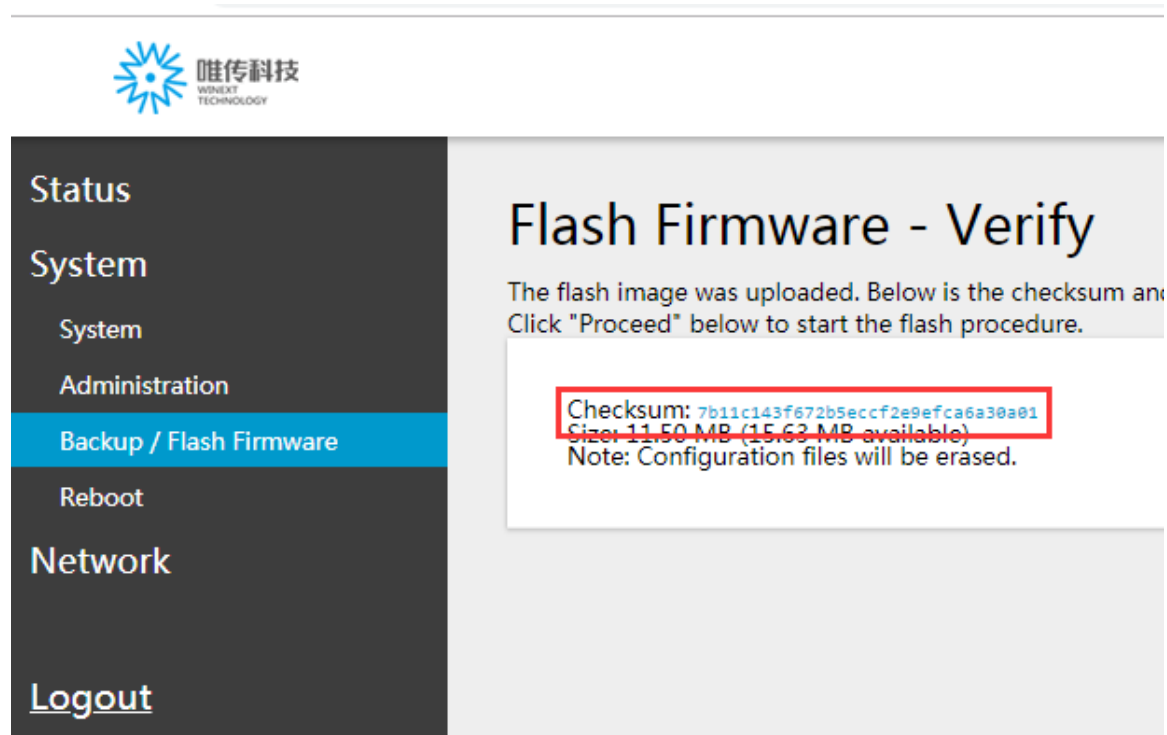 唯传科技
WINEXT
TECHNOLOGY
Status
System
System
Administration
Backup / Flash Firmware
Reboot
Network
Logout
Flash Firmware - Verify
The flash image was uploaded. Below is the checksum and
Click "Proceed" below to start the flash procedure.
Checksum: 7b11c143f672b5eccf2e9efca6a30a01
Size: 11.50 MB (15.63 MB available)
Note: Configuration files will be erased.